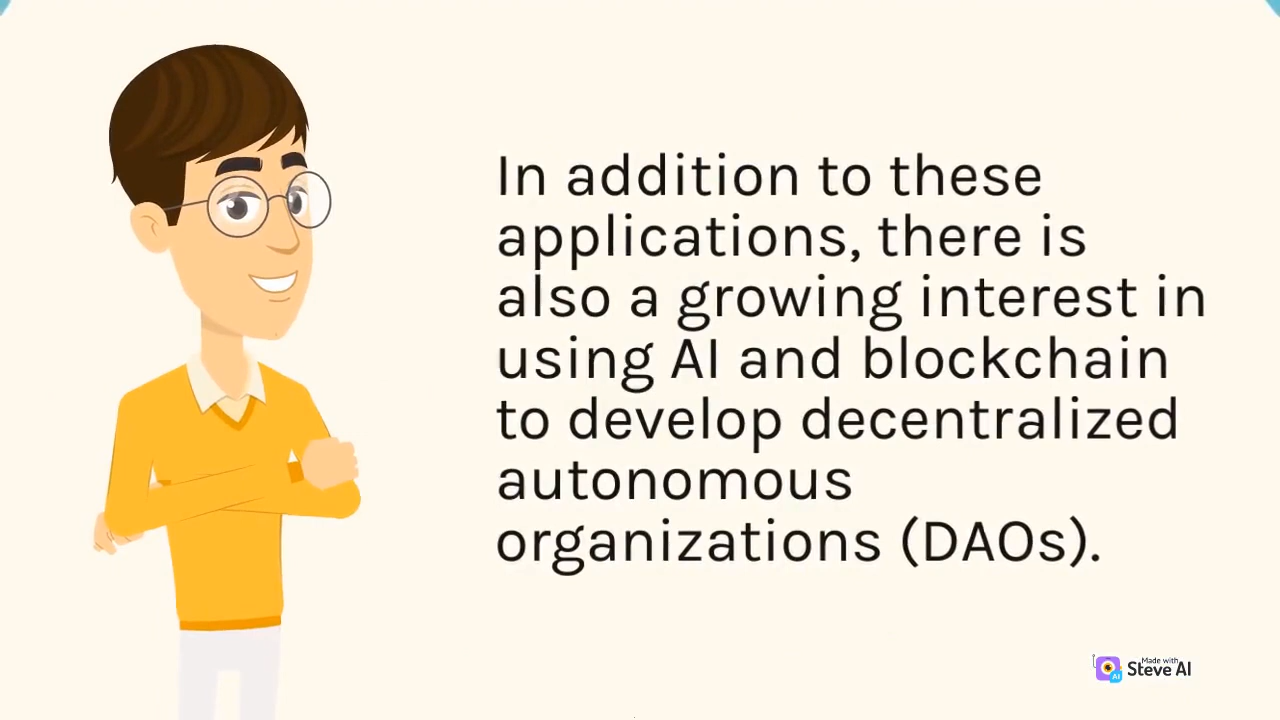 In addition to these
applications, there is
also a growing interest in
using AI and blockchain
to develop decentralized
autonomous
organizations (DAOs).
Made with
Steve AI
AI